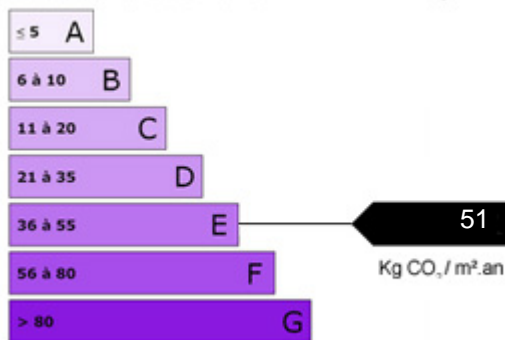 ≤ 5 A
6 à 10 B
11 à 20 C
21 à 35 D
36 à 55 E
51
56 à 80 F
Kg CO₂ / m².an
> 80 G